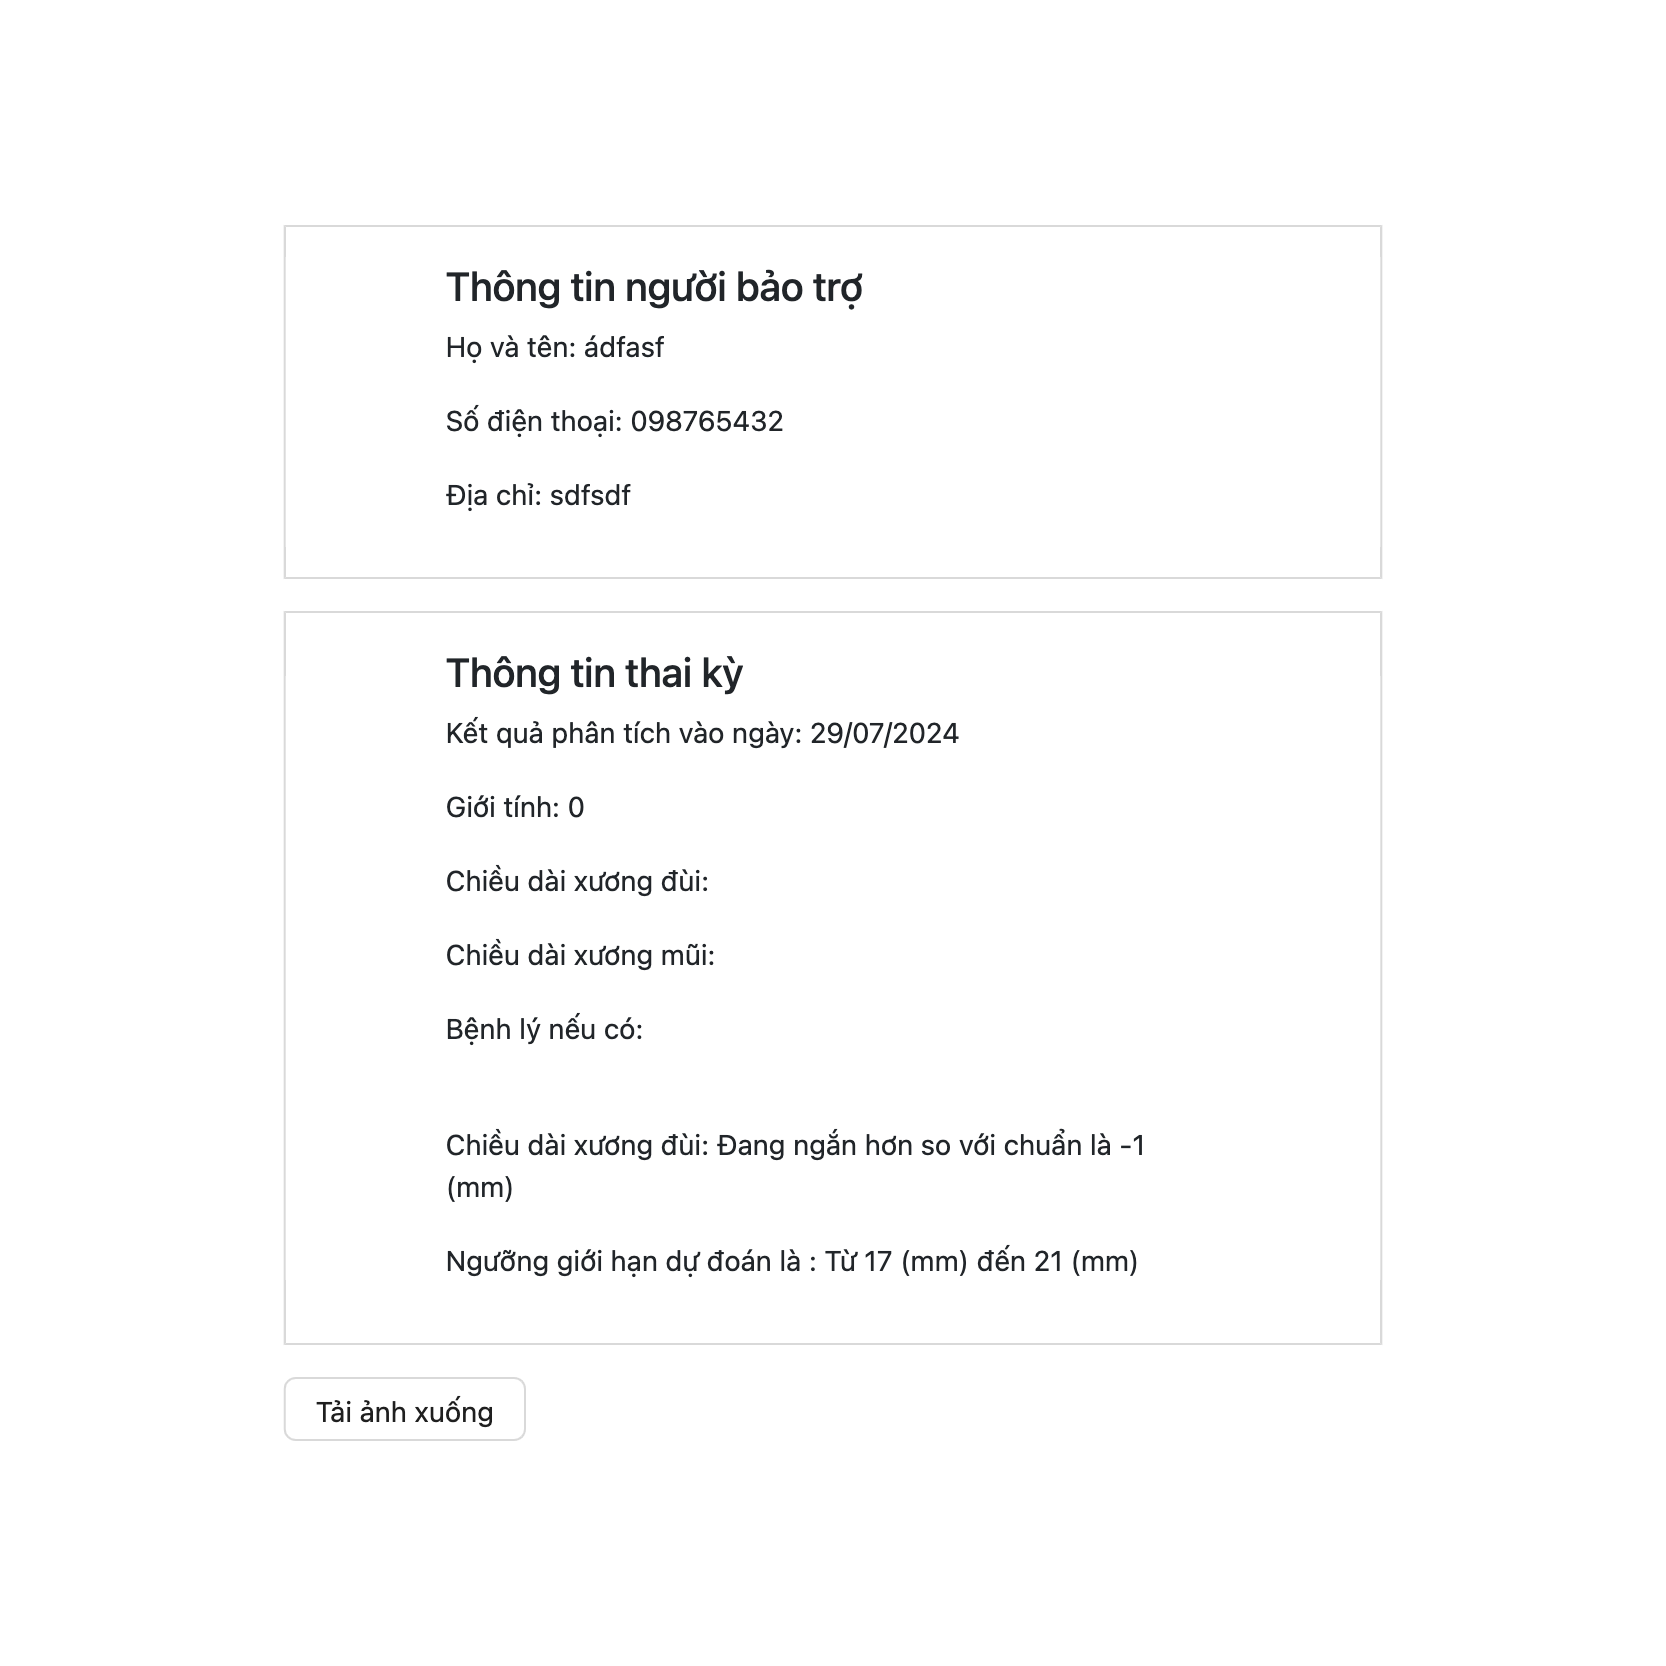 Thông tin người bảo trợ
Họ và tên: ádfasf
Số điện thoại: 098765432
Địa chỉ: sdfsdf
Thông tin thai kỳ
Kết quả phân tích vào ngày: 29/07/2024
Giới tính: 0
Chiều dài xương đùi:
Chiều dài xương mũi:
Bệnh lý nếu có:
Chiều dài xương đùi: Đang ngắn hơn so với chuẩn là -1
(mm)
Ngưỡng giới hạn dự đoán là : Từ 17 (mm) đến 21 (mm)
Tải ảnh xuống